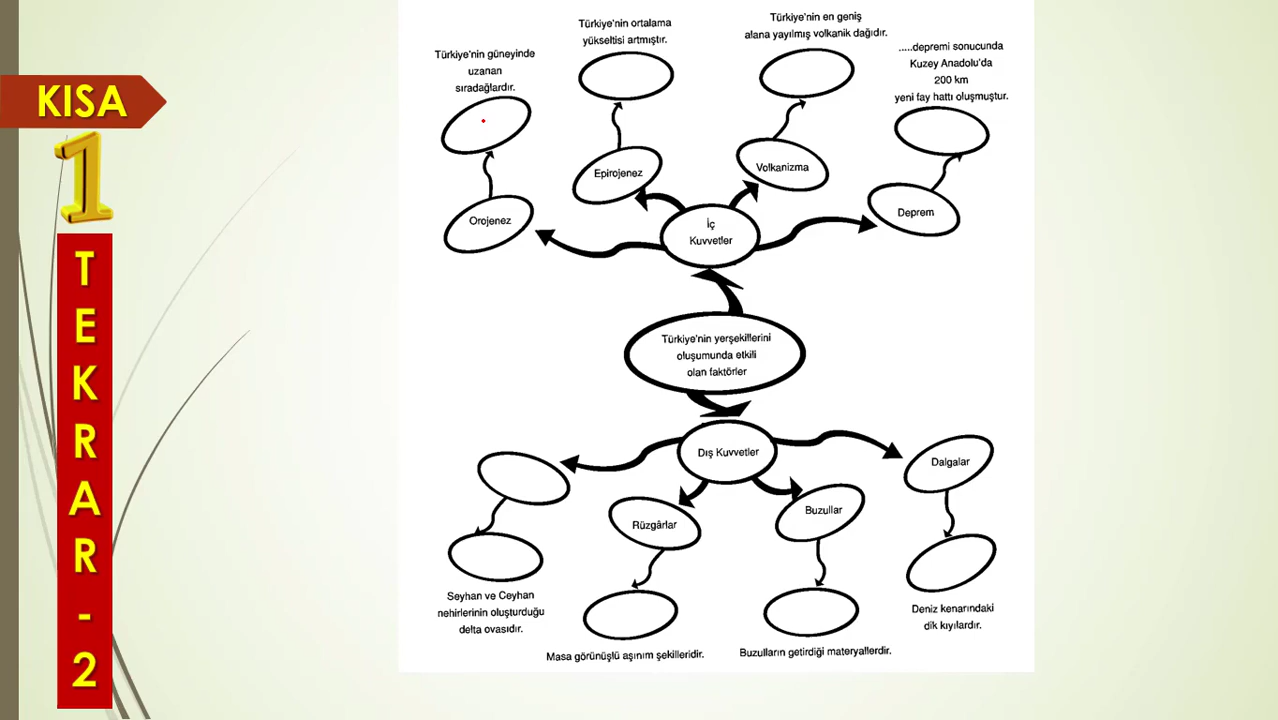 KISA
1
TEKRAR-2
Türkiye'nin güneyinde
uzanan
sıradağlardır.
Türkiye'nin ortalama
yükseltisi artmıştır.
Türkiye'nin en geniş
alana yayılmış volkanik dağıdır.
.....depremi sonucunda
Kuzey Anadolu'da
200 km
yeni fay hattı oluşmuştur.
Orojenez
Epirojenez
Volkanizma
Deprem
İç
Kuvvetler
Türkiye'nin yerşekillerini
oluşumunda etkili
olan faktörler
Dış Kuvvetler
Rüzgârlar
Buzullar
Dalgalar
Seyhan ve Ceyhan
nehirlerinin oluşturduğu
delta ovasıdır.
Masa görünüşlü aşınım şekilleridir.
Buzulların getirdiği materyallerdir.
Deniz kenarındaki
dik kıyılardır.